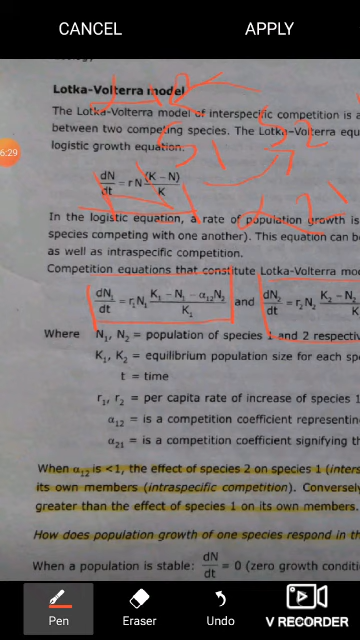 CANCEL APPLY
Lotka-Volterra model
The Lotka-Volterra model of interspecific competition is a
between two competing species. The Lotka-Volterra equ
logistic growth equation.
dN/dt = r N (K – N)/K
In the logistic equation, a rate of population growth is
species competing with one another). This equation can be
as well as intraspecific competition.
Competition equations that constitute Lotka-Volterra mod
dN₁/dt = r₁N₁ (K₁ – N₁ – α₁₂N₂)/K₁ and dN₂/dt = r₂N₂ (K₂ – N₂
Where N₁, N₂ = population of species 1 and 2 respectiv
K₁, K₂ = equilibrium population size for each spe
t = time
r₁, r₂ = per capita rate of increase of species 1
α₁₂ = is a competition coefficient representing
α₂₁ = is a competition coefficient signifying th
When α₁₂ is <1, the effect of species 2 on species 1 (inters
its own members (intraspecific competition). Conversely
greater than the effect of species 1 on its own members.
How does population growth of one species respond in th
When a population is stable: dN/dt = 0 (zero growth condit
6:29
Pen Eraser Undo V RECORDER